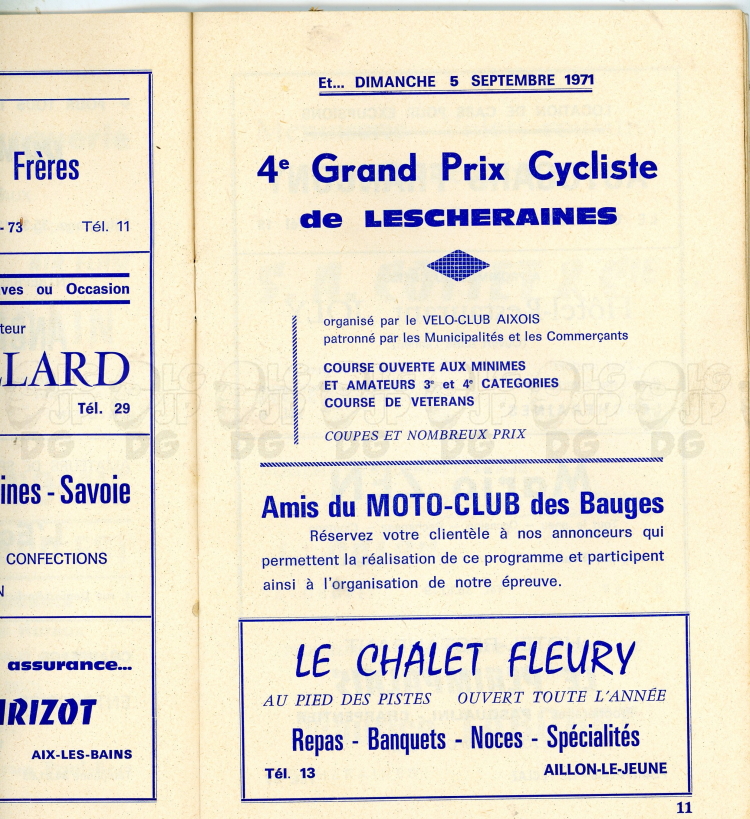 Frères
- 73 Tél. 11
ves ou Occasion
teur
LLARD
Tél. 29
ines - Savoie
CONFECTIONS
N
assurance...
IRIZOT
AIX-LES-BAINS
Et... DIMANCHE 5 SEPTEMBRE 1971
4e Grand Prix Cycliste
de LESCHERAINES
organisé par le VELO-CLUB AIXOIS
patronné par les Municipalités et les Commerçants
COURSE OUVERTE AUX MINIMES
ET AMATEURS 3e et 4e CATEGORIES
COURSE DE VETERANS
COUPES ET NOMBREUX PRIX
Amis du MOTO-CLUB des Bauges
Réservez votre clientèle à nos annonceurs qui
permettent la réalisation de ce programme et participent
ainsi à l'organisation de notre épreuve.
LE CHALET FLEURY
AU PIED DES PISTES OUVERT TOUTE L'ANNÉE
Repas - Banquets - Noces - Spécialités
Tél. 13 AILLON-LE-JEUNE
11